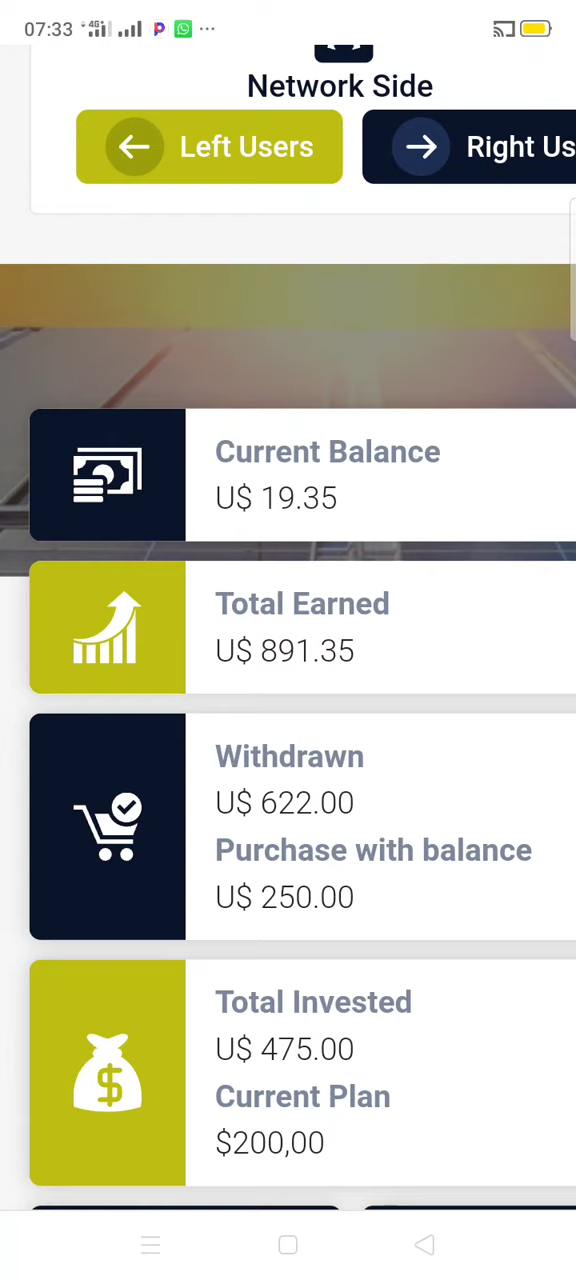 07:33 4G+ P ...
Network Side
Left Users
Right Us
Current Balance
U$ 19.35
Total Earned
U$ 891.35
Withdrawn
U$ 622.00
Purchase with balance
U$ 250.00
Total Invested
U$ 475.00
Current Plan
$200,00